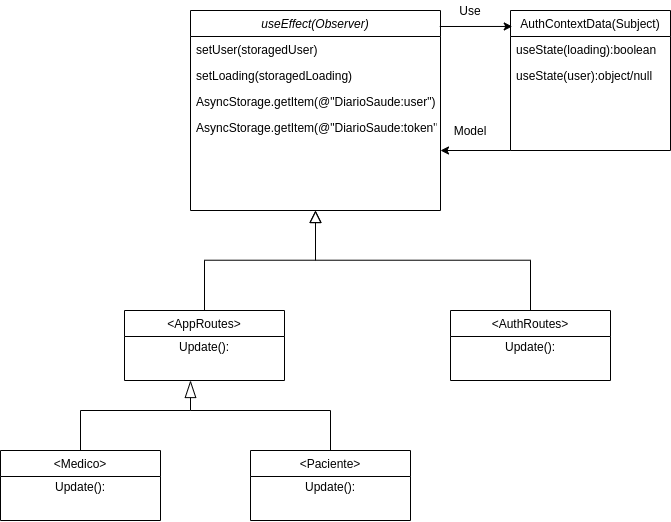 useEffect(Observer)
setUser(storagedUser)
setLoading(storagedLoading)
AsyncStorage.getItem(@"DiarioSaude:user")
AsyncStorage.getItem(@"DiarioSaude:token"
Use
Model
AuthContextData(Subject)
useState(loading):boolean
useState(user):object/null
<AppRoutes>
Update():
<AuthRoutes>
Update():
<Medico>
Update():
<Paciente>
Update():